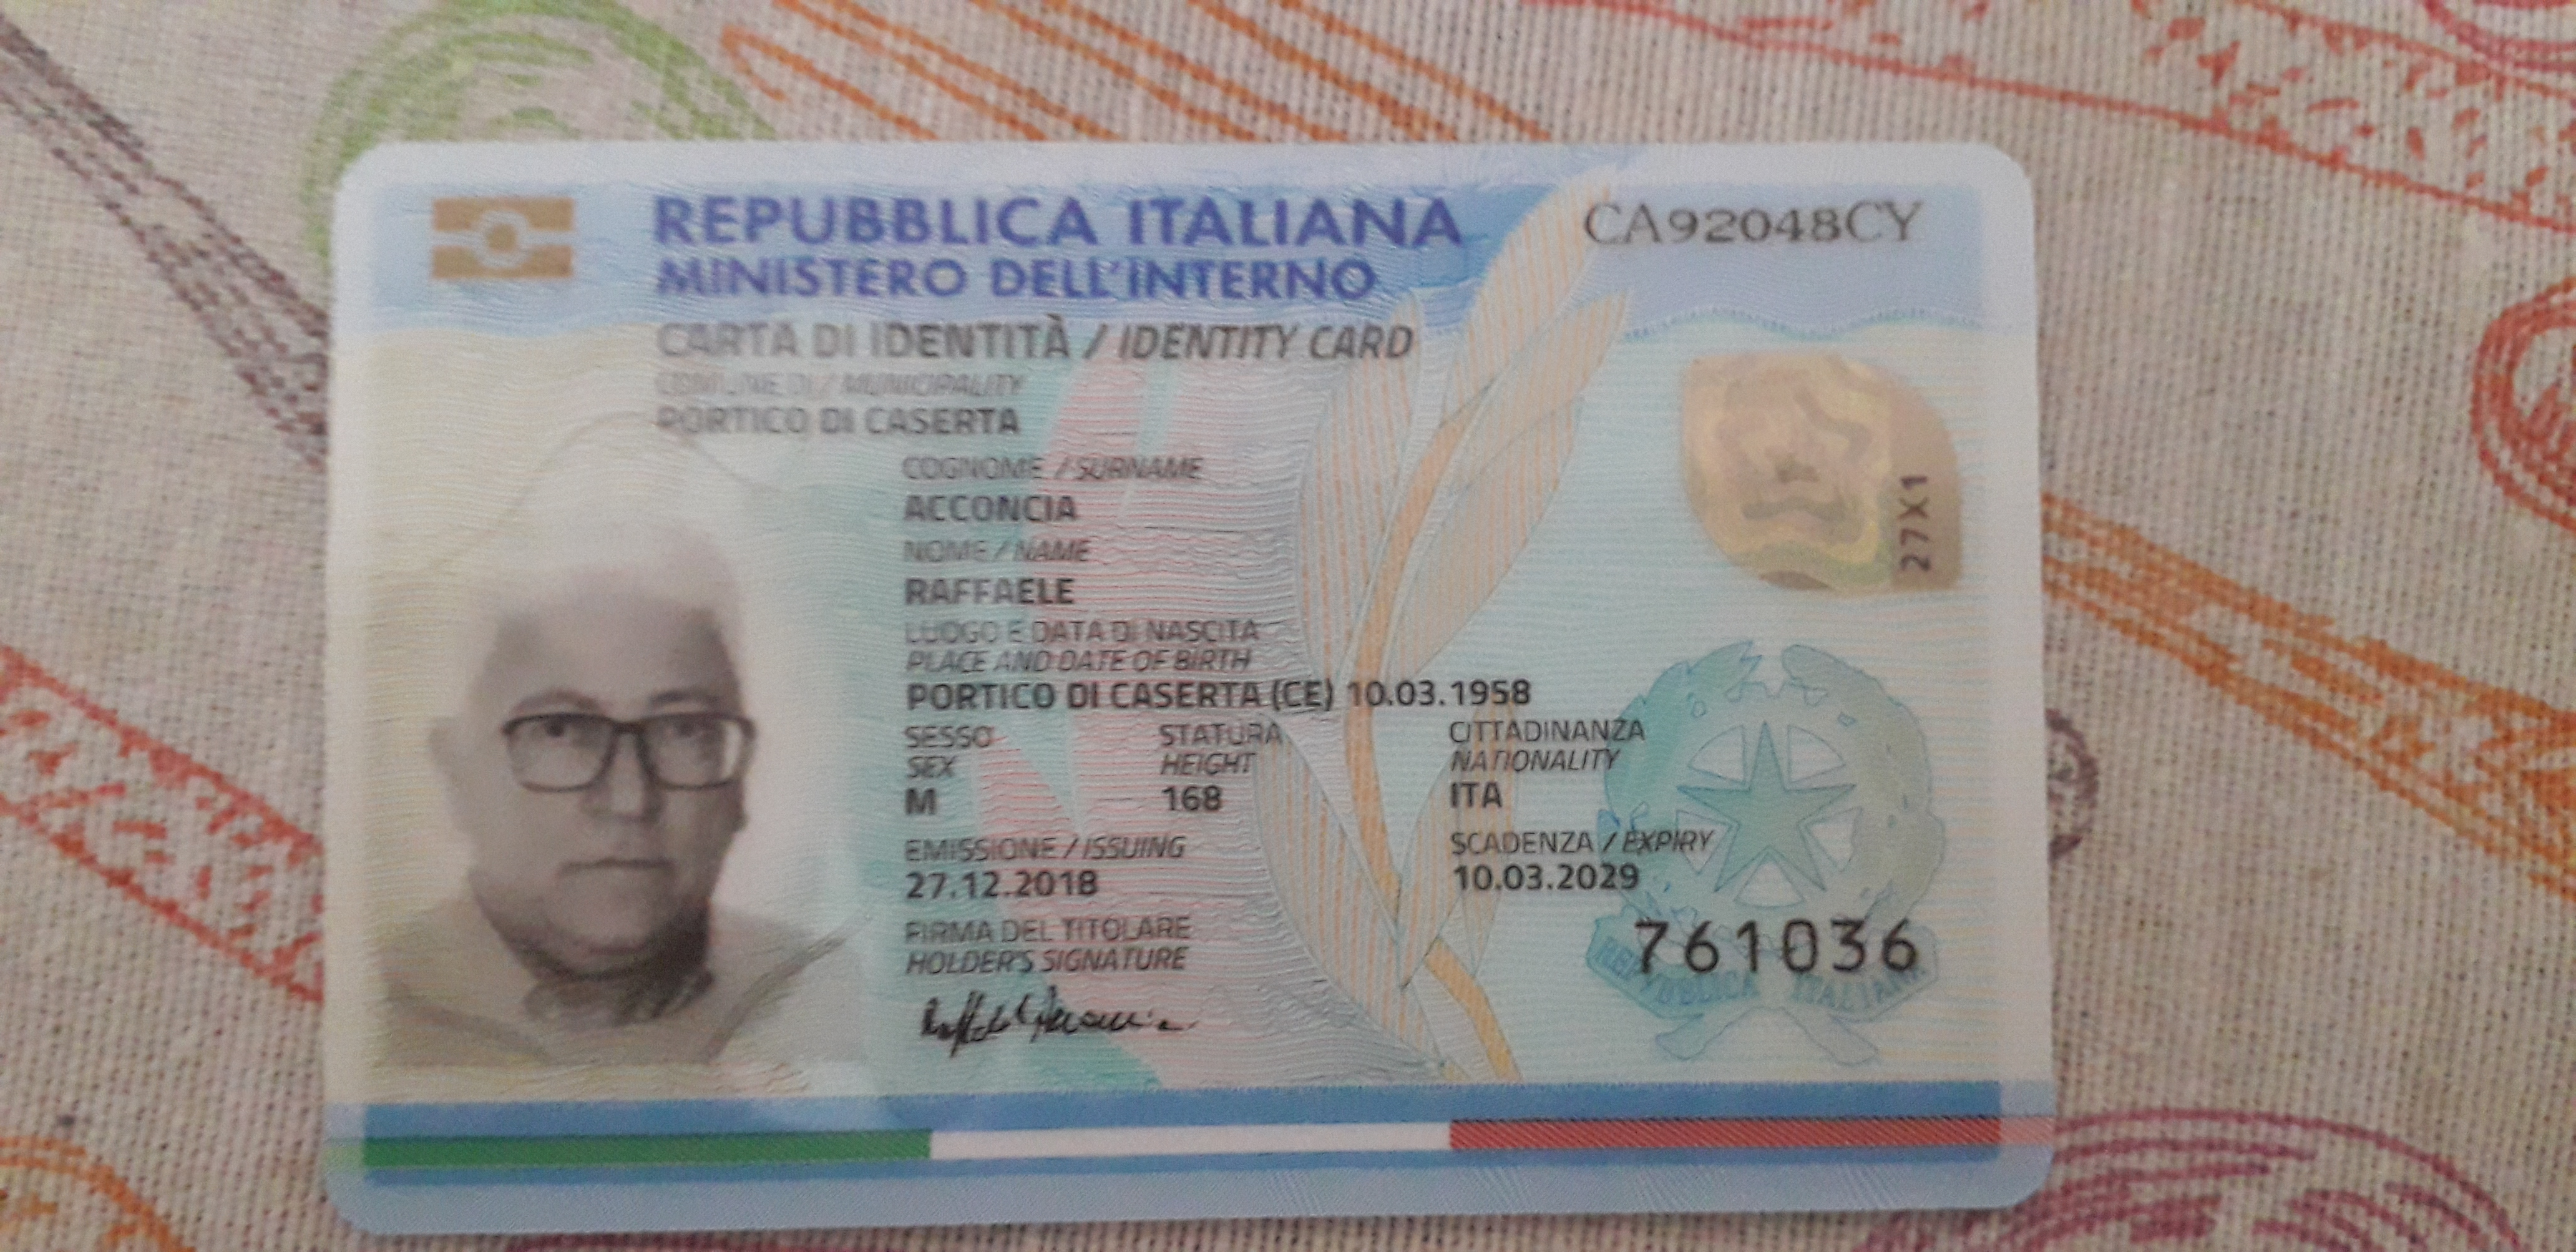 REPUBBLICA ITALIANA
CA92048CY
MINISTERO DELL'INTERNO
CARTA DI IDENTITÀ / IDENTITY CARD
COMUNE DI / MUNICIPALITY
PORTICO DI CASERTA
COGNOME / SURNAME
ACCONCIA
NOME / NAME
RAFFAELE
LUOGO E DATA DI NASCITA
PLACE AND DATE OF BIRTH
PORTICO DI CASERTA (CE) 10.03.1958
27X1
SESSO STATURA CITTADINANZA
SEX HEIGHT NATIONALITY
M 168 ITA
EMISSIONE / ISSUING SCADENZA / EXPIRY
27.12.2018 10.03.2029
FIRMA DEL TITOLARE
HOLDER'S SIGNATURE
761036
REPVBBLICA ITALIANA